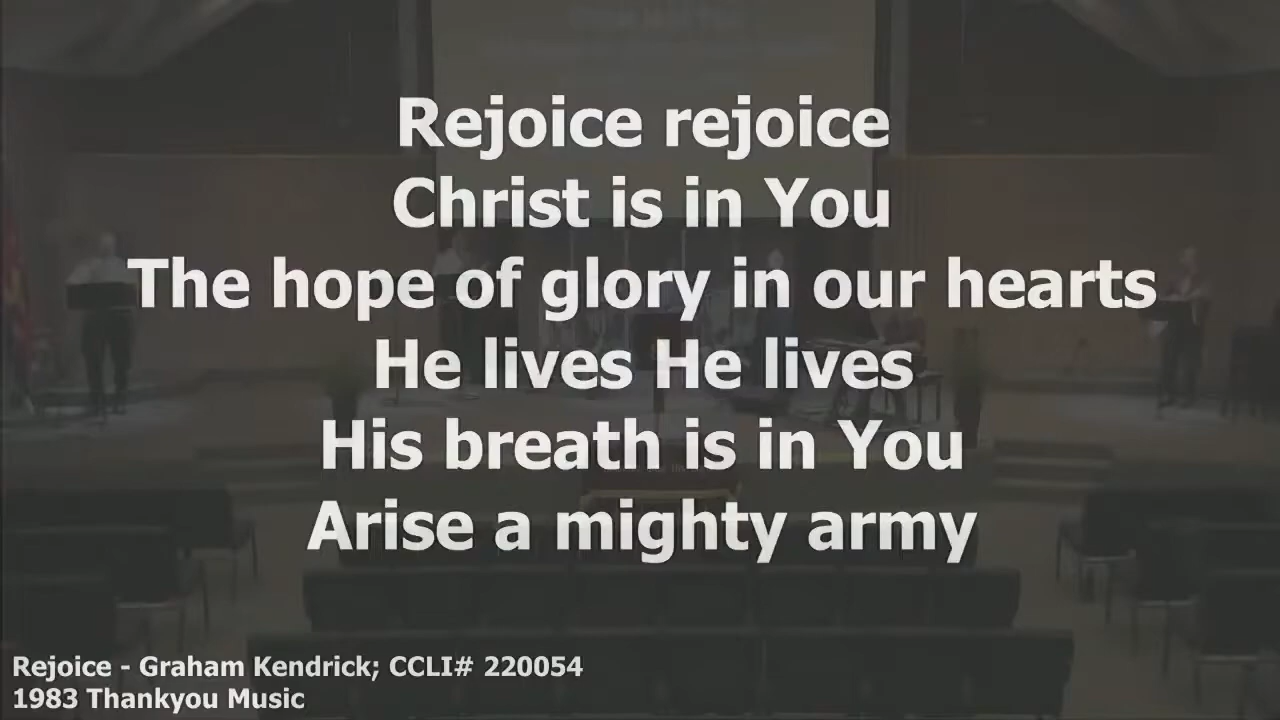 Rejoice rejoice
Christ is in You
The hope of glory in our hearts
He lives He lives
His breath is in You
Arise a mighty army
Rejoice - Graham Kendrick; CCLI# 220054
1983 Thankyou Music